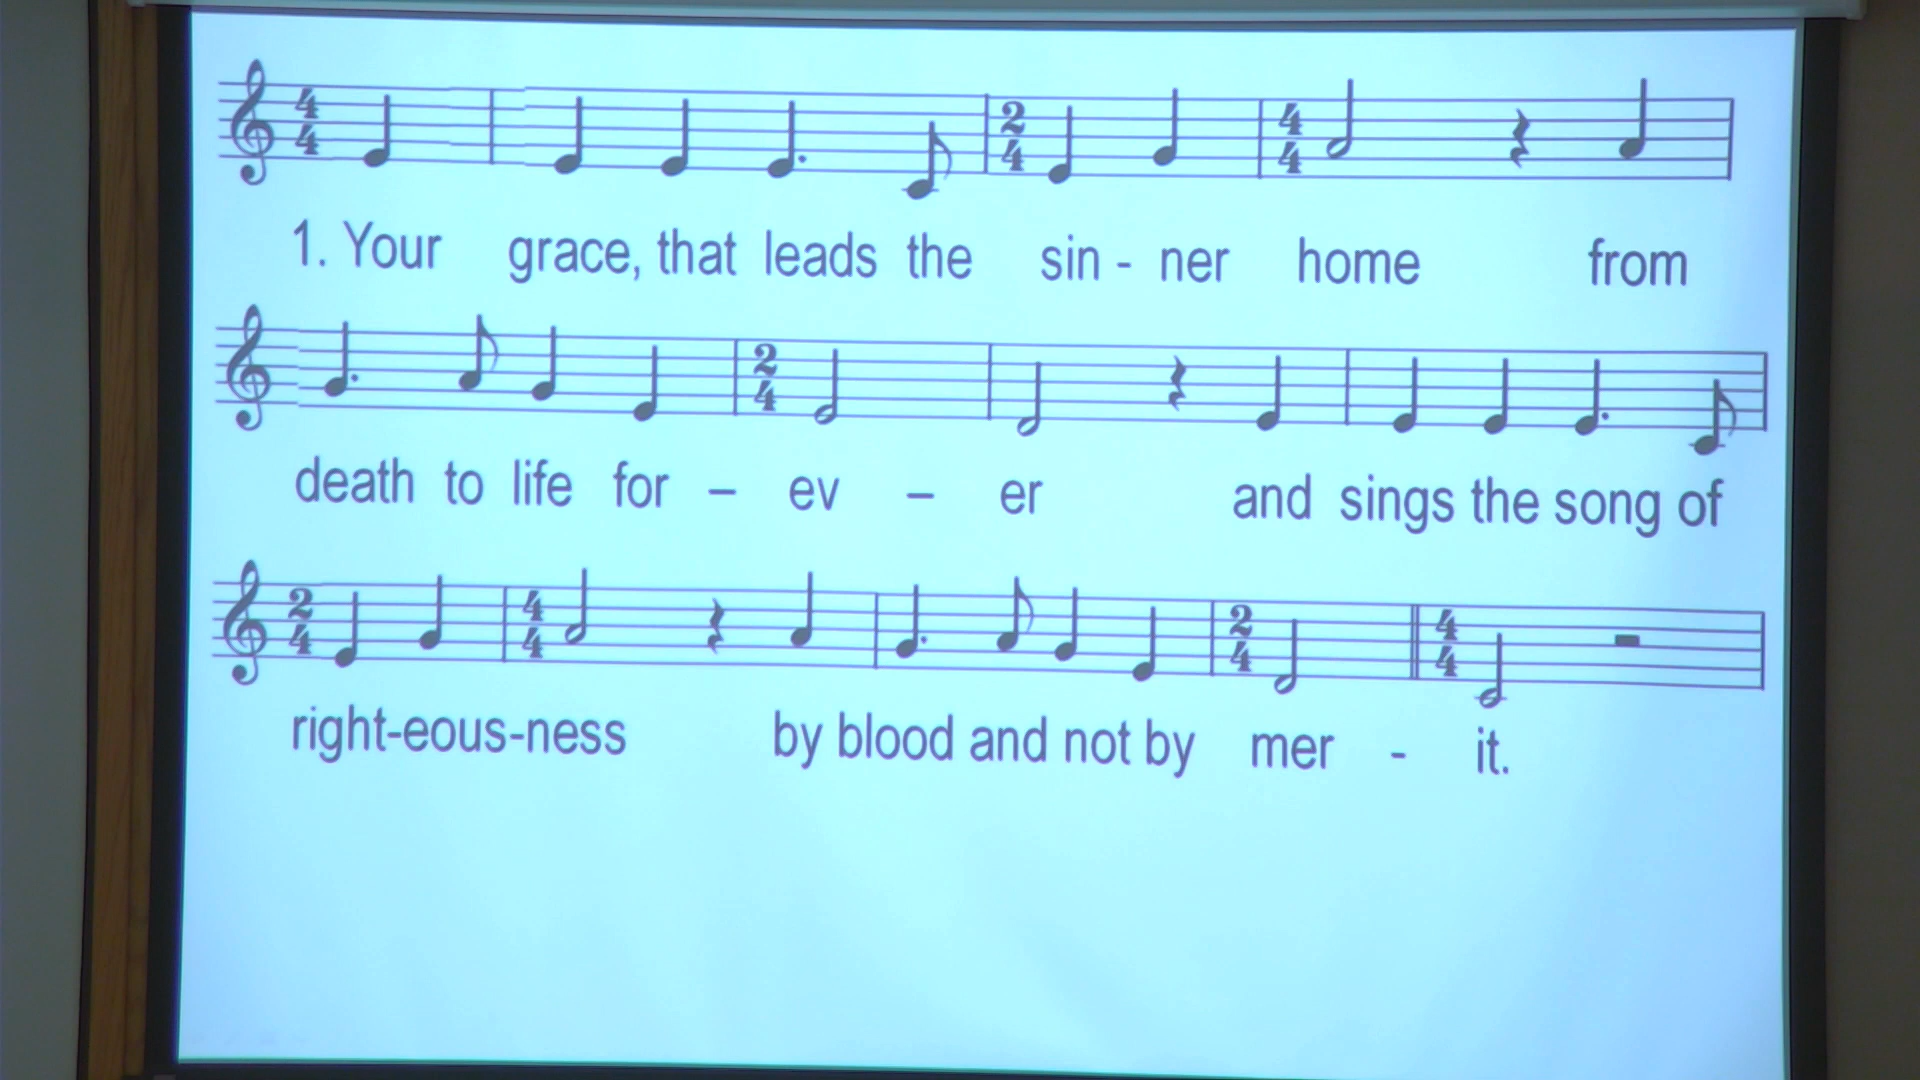 1. Your grace, that leads the sin - ner home from
death to life for – ev – er and sings the song of
right-eous-ness by blood and not by mer - it.